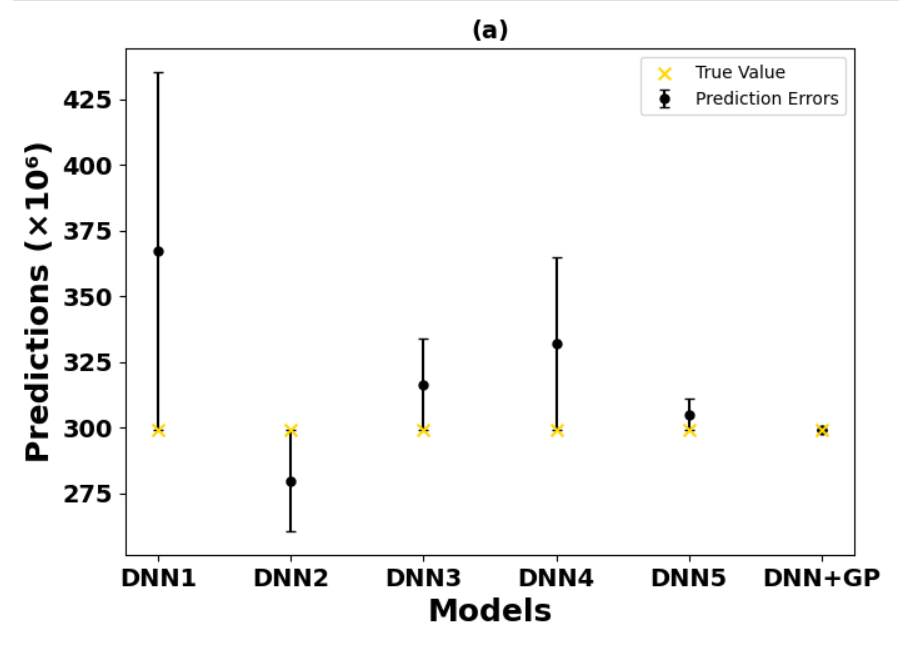 (a)
True Value
Prediction Errors
Predictions (×10⁶)
425
400
375
350
325
300
275
DNN1 DNN2 DNN3 DNN4 DNN5 DNN+GP
Models